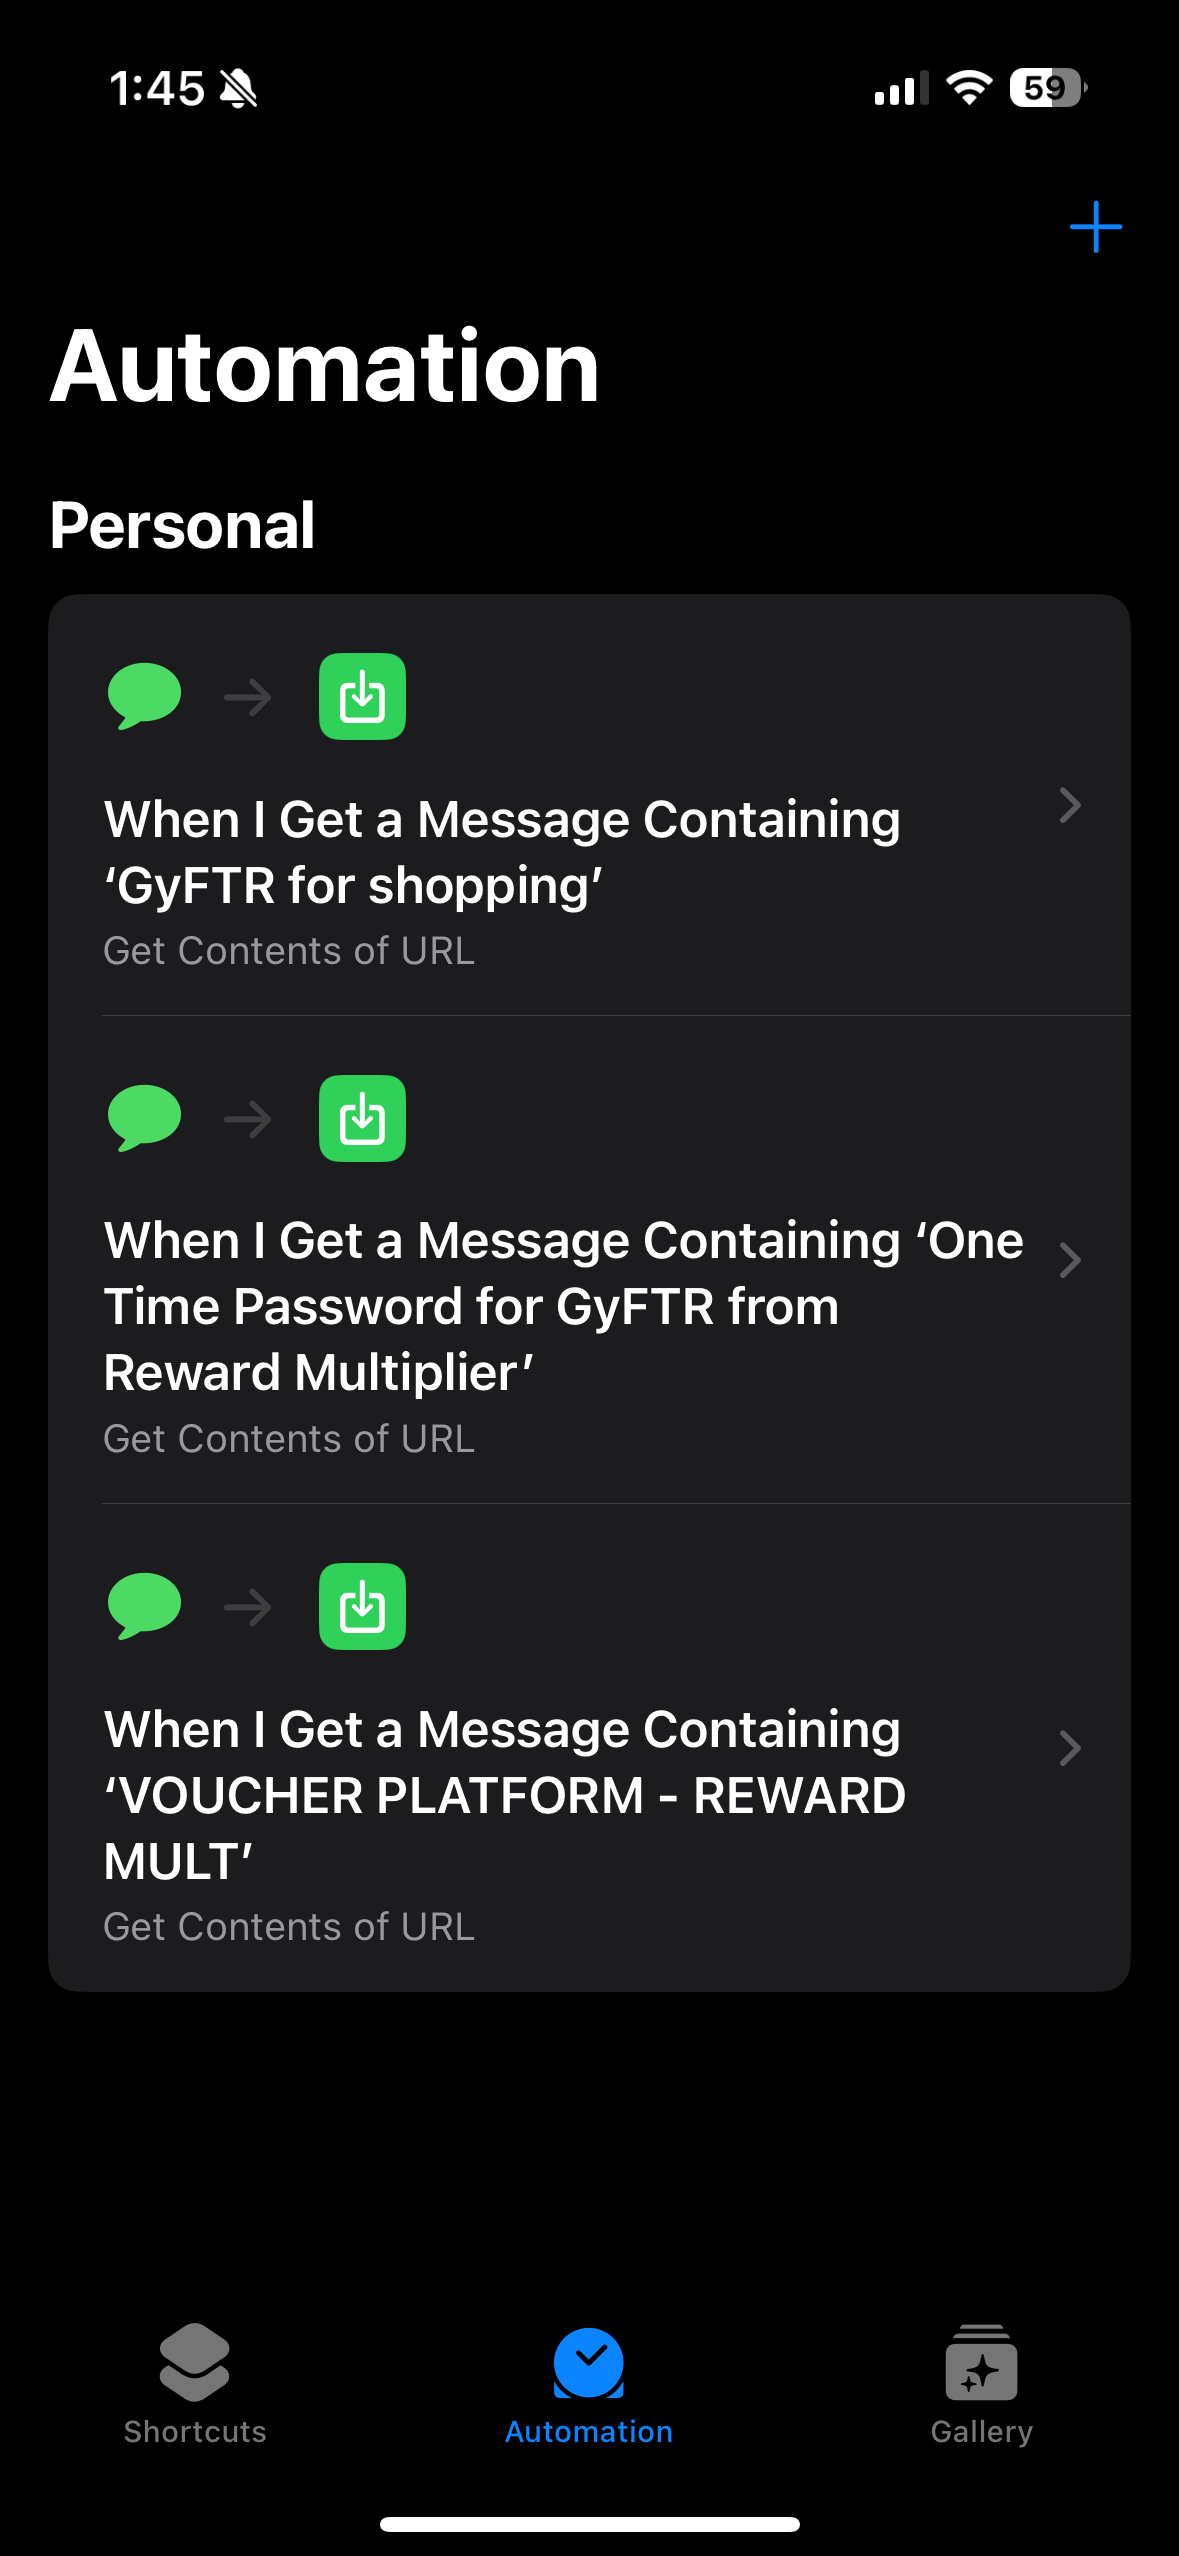 1:45
59
Automation
Personal
When I Get a Message Containing
‘GyFTR for shopping’
Get Contents of URL
When I Get a Message Containing ‘One
Time Password for GyFTR from
Reward Multiplier’
Get Contents of URL
When I Get a Message Containing
‘VOUCHER PLATFORM - REWARD
MULT’
Get Contents of URL
Shortcuts
Automation
Gallery